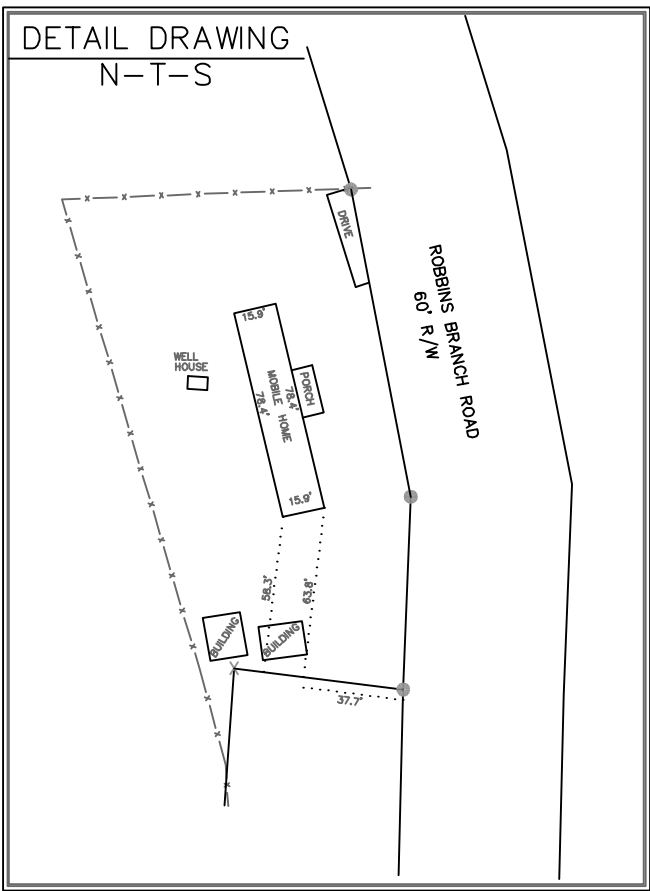 DETAIL DRAWING
N-T-S
DRIVE
ROBBINS BRANCH ROAD
60' R/W
15.9'
WELL
HOUSE
PORCH
78.4'
MOBILE HOME
78.4'
15.9'
58.3'
63.8'
BUILDING
BUILDING
37.7'